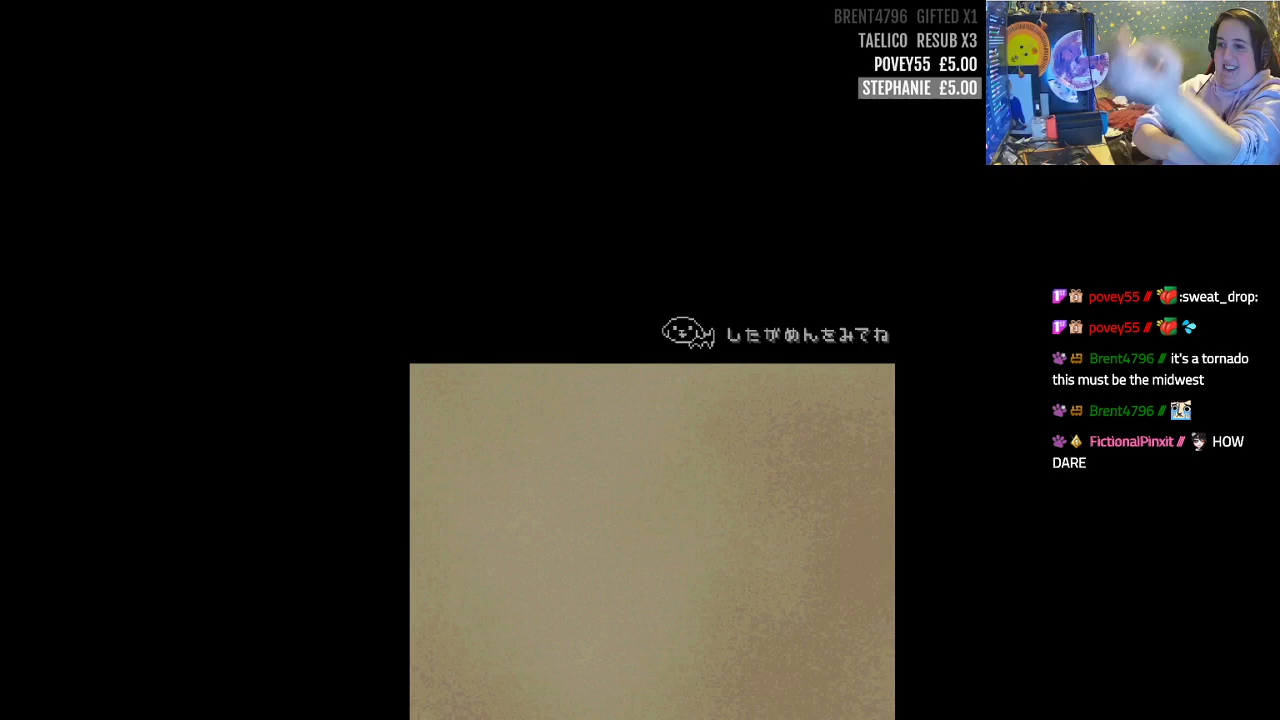 BRENT4796 GIFTED X1
TAELICO RESUB X3
POVEY55 £5.00
STEPHANIE £5.00
したがめんをみてね
povey55 // :sweat_drop:
povey55 //
Brent4796 // it's a tornado
this must be the midwest
Brent4796 //
FictionalPinxit // HOW
DARE